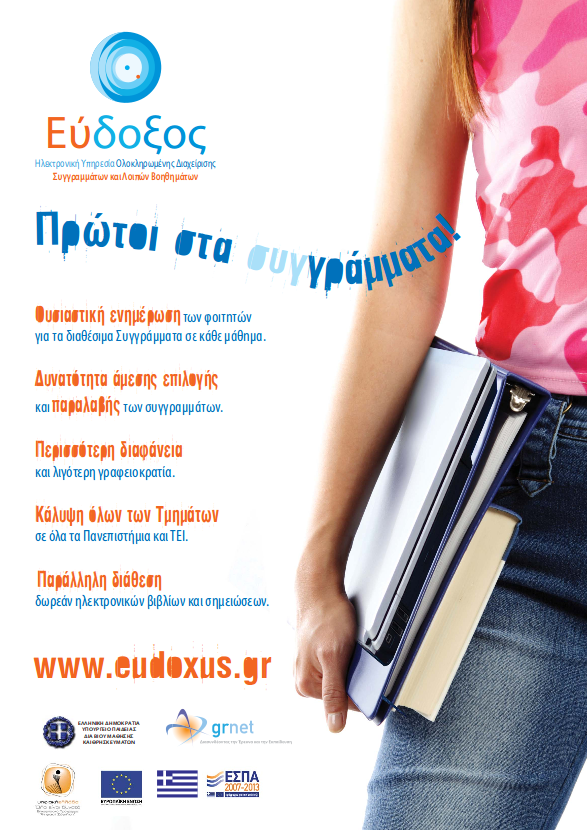 Εύδοξος
Ηλεκτρονική Υπηρεσία Ολοκληρωμένης Διαχείρισης
Συγγραμμάτων και Λοιπών Βοηθημάτων
Πρώτοι στα συγγράμματα!
Ουσιαστική ενημέρωση των φοιτητών
για τα διαθέσιμα Συγγράμματα σε κάθε μάθημα.
Δυνατότητα άμεσης επιλογής
και παραλαβής των συγγραμμάτων.
Περισσότερη διαφάνεια
και λιγότερη γραφειοκρατία.
Κάλυψη όλων των Τμημάτων
σε όλα τα Πανεπιστήμια και ΤΕΙ.
Παράλληλη διάθεση
δωρεάν ηλεκτρονικών βιβλίων και σημειώσεων.
www.eudoxus.gr
ΕΛΛΗΝΙΚΗ ΔΗΜΟΚΡΑΤΙΑ
ΥΠΟΥΡΓΕΙΟ ΠΑΙΔΕΙΑΣ
ΔΙΑ ΒΙΟΥ ΜΑΘΗΣΗΣ
ΚΑΙ ΘΡΗΣΚΕΥΜΑΤΩΝ
grnet
ΕΥΡΩΠΑΪΚΗ ΕΝΩΣΗ
ΕΣΠΑ
2007-2013